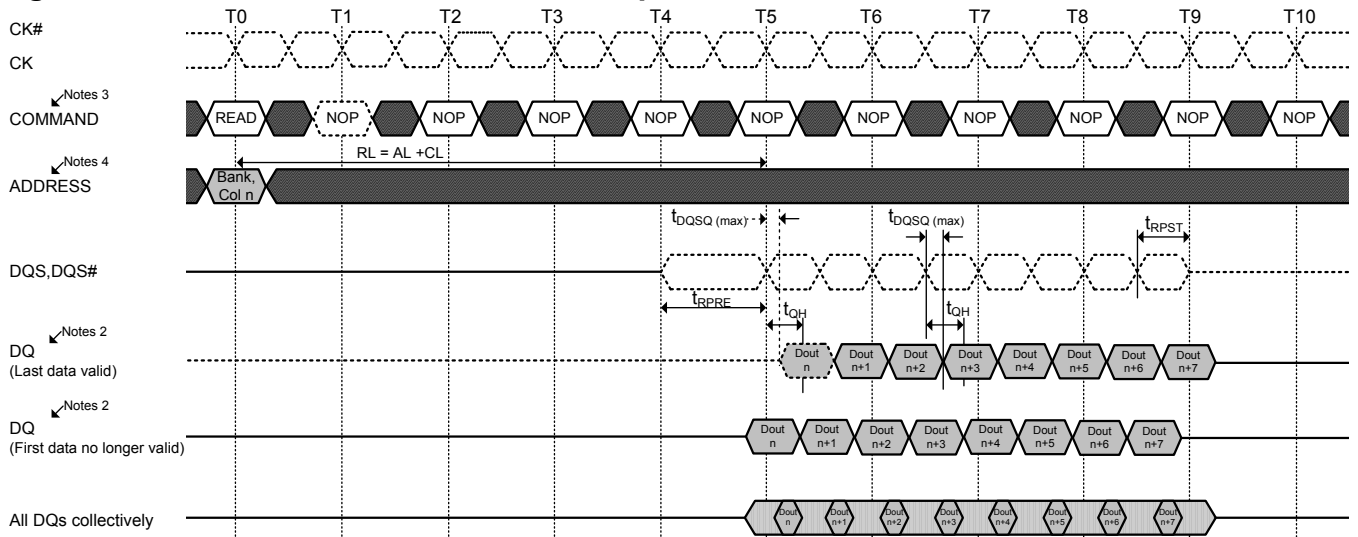 T0 T1 T2 T3 T4 T5 T6 T7 T8 T9 T10
CK#
CK
Notes 3
COMMAND
READ NOP NOP NOP NOP NOP NOP NOP NOP NOP NOP
RL = AL +CL
Notes 4
ADDRESS
Bank,
Col n
tDQSQ (max) tDQSQ (max) tRPST
DQS,DQS#
tRPRE tQH tQH
Notes 2
DQ
(Last data valid)
Dout n Dout n+1 Dout n+2 Dout n+3 Dout n+4 Dout n+5 Dout n+6 Dout n+7
Notes 2
DQ
(First data no longer valid)
Dout n Dout n+1 Dout n+2 Dout n+3 Dout n+4 Dout n+5 Dout n+6 Dout n+7
All DQs collectively
Dout n Dout n+1 Dout n+2 Dout n+3 Dout n+4 Dout n+5 Dout n+6 Dout n+7